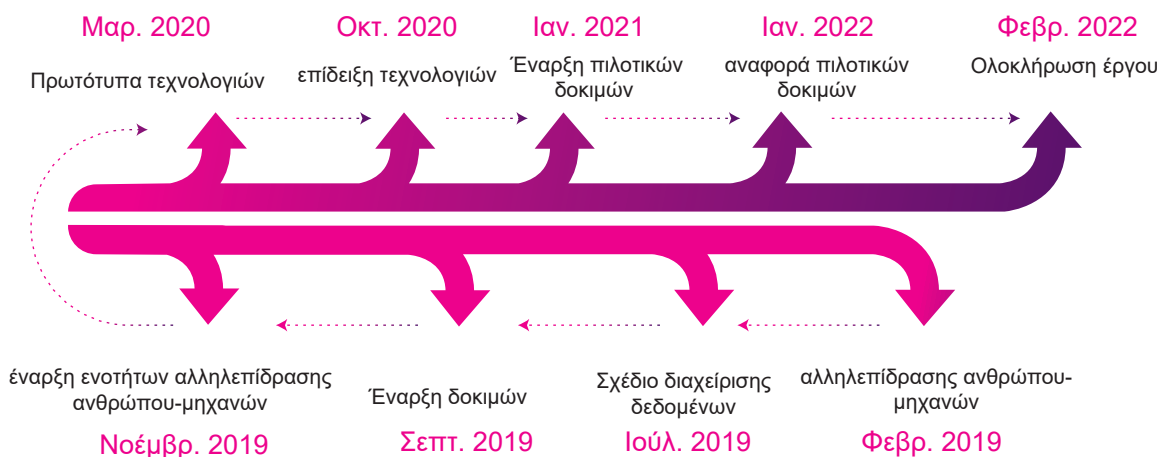 Μαρ. 2020
Οκτ. 2020
Ιαν. 2021
Ιαν. 2022
Φεβρ. 2022
Πρωτότυπα τεχνολογιών
επίδειξη τεχνολογιών
Έναρξη πιλοτικών
δοκιμών
αναφορά πιλοτικών
δοκιμών
Ολοκλήρωση έργου
έναρξη ενοτήτων αλληλεπίδρασης
ανθρώπου-μηχανών
Έναρξη δοκιμών
Σχέδιο διαχείρισης
δεδομένων
αλληλεπίδρασης ανθρώπου-
μηχανών
Νοέμβρ. 2019
Σεπτ. 2019
Ιούλ. 2019
Φεβρ. 2019